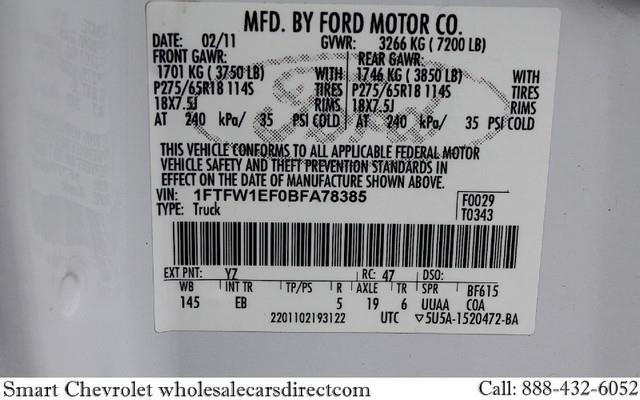 MFD. BY FORD MOTOR CO.
DATE: 02/11 GVWR: 3266 KG ( 7200 LB)
FRONT GAWR: REAR GAWR:
1701 KG ( 3750 LB) WITH 1746 KG ( 3850 LB) WITH
P275/65R18 114S TIRES P275/65R18 114S TIRES
18X7.5J RIMS 18X7.5J RIMS
AT 240 kPa/ 35 PSI COLD AT 240 kPa/ 35 PSI COLD
THIS VEHICLE CONFORMS TO ALL APPLICABLE FEDERAL MOTOR
VEHICLE SAFETY AND THEFT PREVENTION STANDARDS IN
EFFECT ON THE DATE OF MANUFACTURE SHOWN ABOVE.
VIN: 1FTFW1EF0BFA78385 F0029
TYPE: Truck T0343
EXT PNT: YZ RC: 47 DSO:
WB INT TR TP/PS R AXLE TR SPR BF615
145 EB 5 19 6 UUAA COA
2201102193122 UTC ▽5U5A-1520472-BA
Smart Chevrolet wholesalecarsdirectcom Call: 888-432-6052